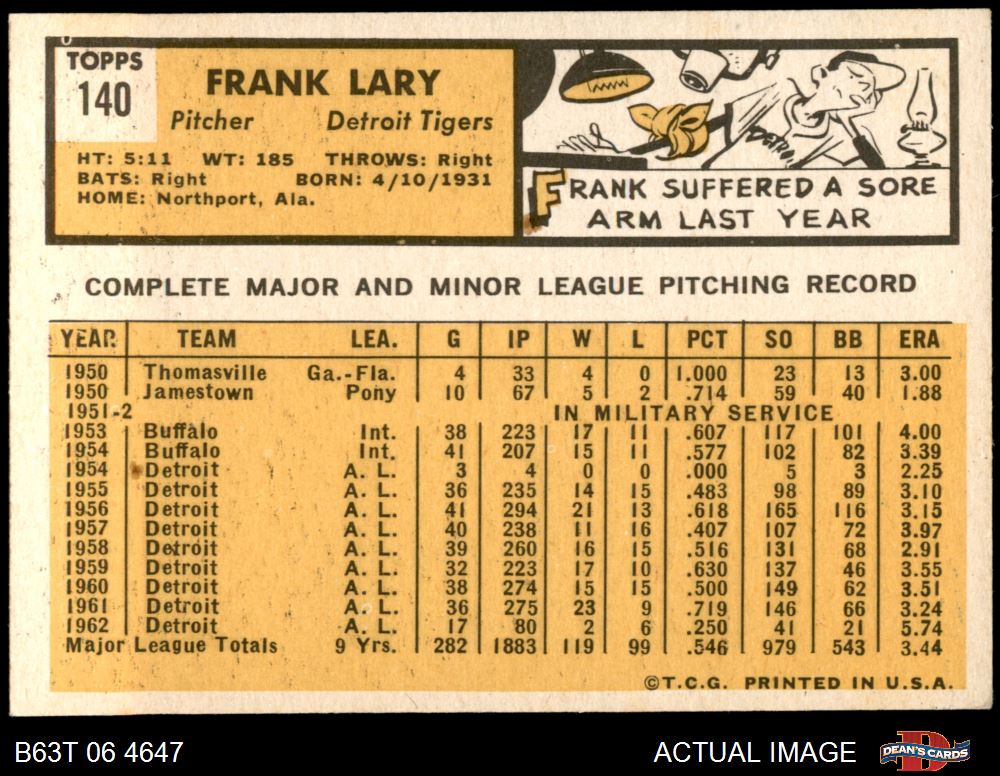 TOPPS
140
FRANK LARY
Pitcher Detroit Tigers
HT: 5:11 WT: 185 THROWS: Right
BATS: Right BORN: 4/10/1931
HOME: Northport, Ala.
DETROI
FRANK SUFFERED A SORE
ARM LAST YEAR
COMPLETE MAJOR AND MINOR LEAGUE PITCHING RECORD
YEAR TEAM LEA. G IP W L PCT SO BB ERA
1950 Thomasville Ga.-Fla. 4 33 4 0 1.000 23 13 3.00
1950 Jamestown Pony 10 67 5 2 .714 59 40 1.88
1951-2 IN MILITARY SERVICE
1953 Buffalo Int. 38 223 17 11 .607 117 101 4.00
1954 Buffalo Int. 41 207 15 11 .577 102 82 3.39
1954 Detroit A. L. 3 4 0 0 .000 5 3 2.25
1955 Detroit A. L. 36 235 14 15 .483 98 89 3.10
1956 Detroit A. L. 41 294 21 13 .618 165 116 3.15
1957 Detroit A. L. 40 238 11 16 .407 107 72 3.97
1958 Detroit A. L. 39 260 16 15 .516 131 68 2.91
1959 Detroit A. L. 32 223 17 10 .630 137 46 3.55
1960 Detroit A. L. 38 274 15 15 .500 149 62 3.51
1961 Detroit A. L. 36 275 23 9 .719 146 66 3.24
1962 Detroit A. L. 17 80 2 6 .250 41 21 5.74
Major League Totals 9 Yrs. 282 1883 119 99 .546 979 543 3.44
©T.C.G. PRINTED IN U.S.A.
B63T 06 4647 ACTUAL IMAGE DEAN'S CARDS